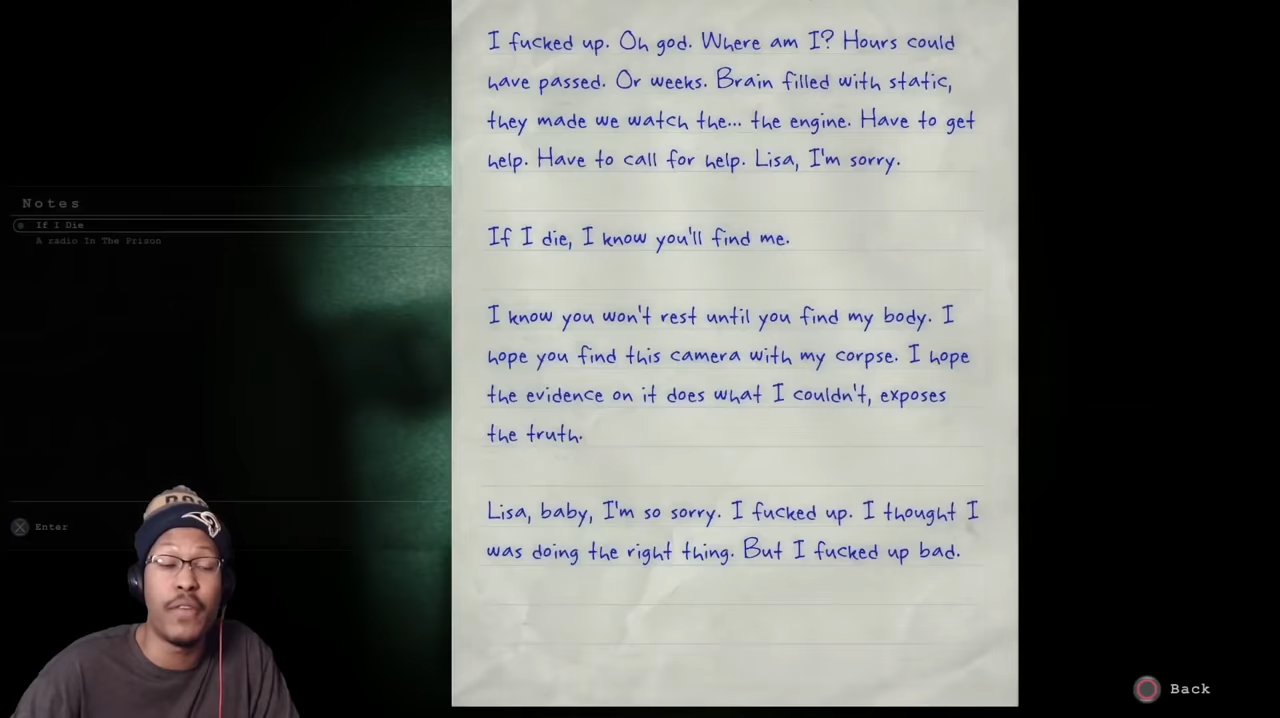 I fucked up. Oh god. Where am I? Hours could
have passed. Or weeks. Brain filled with static,
they made we watch the... the engine. Have to get
help. Have to call for help. Lisa, I'm sorry.
If I die, I know you'll find me.
I know you won't rest until you find my body. I
hope you find this camera with my corpse. I hope
the evidence on it does what I couldn't, exposes
the truth.
Lisa, baby, I'm so sorry. I fucked up. I thought I
was doing the right thing. But I fucked up bad.
Notes
If I Die
A radio In The Prison
Enter
Back